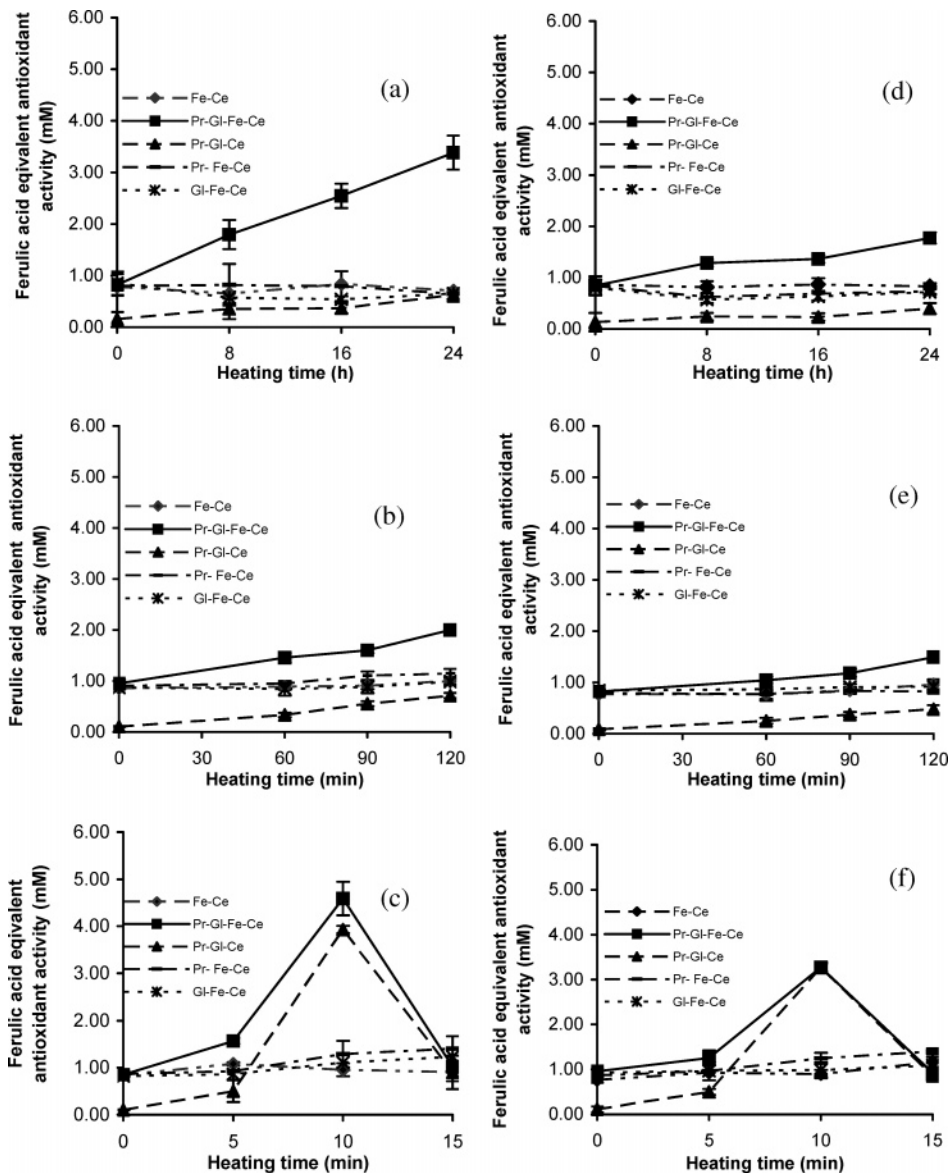 Ferulic acid eqivalent antioxidant
activity (mM)
6.00
5.00
4.00
3.00
2.00
1.00
0.00
(a)
Fe-Ce
Pr-Gl-Fe-Ce
Pr-Gl-Ce
Pr- Fe-Ce
Gl-Fe-Ce
0 8 16 24
Heating time (h)
Ferulic acid eqivalent antioxidant
activity (mM)
6.00
5.00
4.00
3.00
2.00
1.00
0.00
(d)
Fe-Ce
Pr-Gl-Fe-Ce
Pr-Gl-Ce
Pr- Fe-Ce
Gl-Fe-Ce
0 8 16 24
Heating time (h)
Ferulic acid eqivalent antioxidant
activity (mM)
6.00
5.00
4.00
3.00
2.00
1.00
0.00
(b)
Fe-Ce
Pr-Gl-Fe-Ce
Pr-Gl-Ce
Pr- Fe-Ce
Gl-Fe-Ce
0 30 60 90 120
Heating time (min)
Ferulic acid eqivalent antioxidant
activity (mM)
6.00
5.00
4.00
3.00
2.00
1.00
0.00
(e)
Fe-Ce
Pr-Gl-Fe-Ce
Pr-Gl-Ce
Pr- Fe-Ce
Gl-Fe-Ce
0 30 60 90 120
Heating time (min)
Ferulic acid eqivalent
antioxidant activity (mM)
6.00
5.00
4.00
3.00
2.00
1.00
0.00
(c)
Fe-Ce
Pr-Gl-Fe-Ce
Pr-Gl-Ce
Pr- Fe-Ce
Gl-Fe-Ce
0 5 10 15
Heating time (min)
Ferulic acid eqivalent antioxidant
activity (mM)
6.00
5.00
4.00
3.00
2.00
1.00
0.00
(f)
Fe-Ce
Pr-Gl-Fe-Ce
Pr-Gl-Ce
Pr- Fe-Ce
Gl-Fe-Ce
0 5 10 15
Heating time (min)